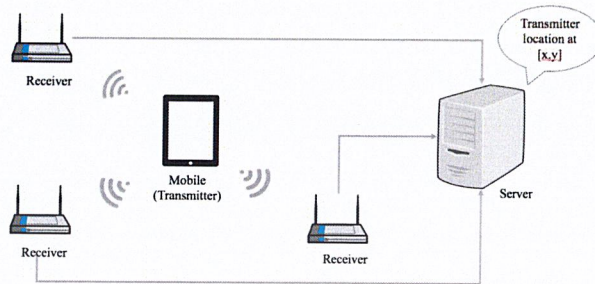 Transmitter
location at
[x,y]
Receiver
Mobile
(Transmitter)
Server
Receiver
Receiver